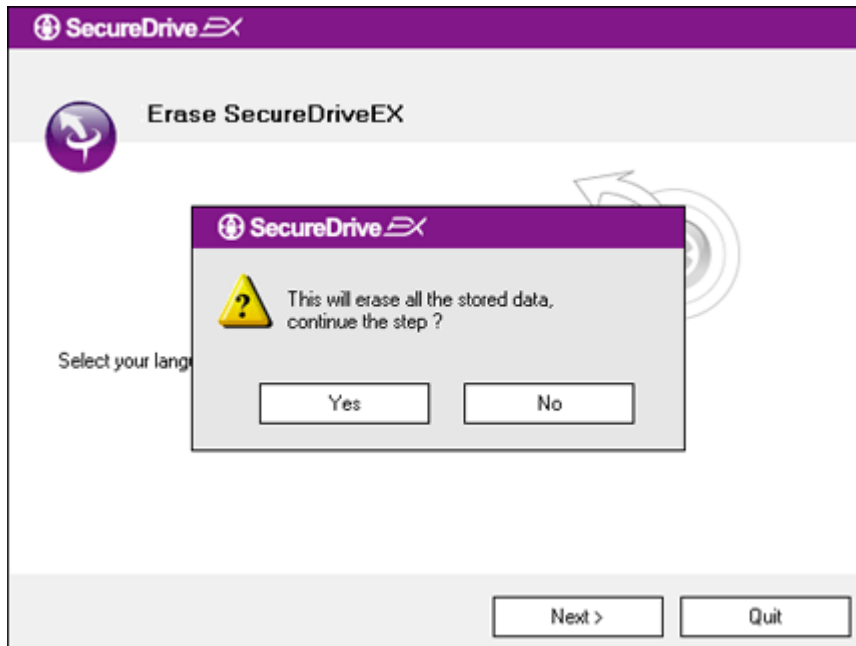 SecureDrive EX
Erase SecureDriveEX
SecureDrive EX
?
This will erase all the stored data,
continue the step ?
Select your langu
Yes
No
Next >
Quit